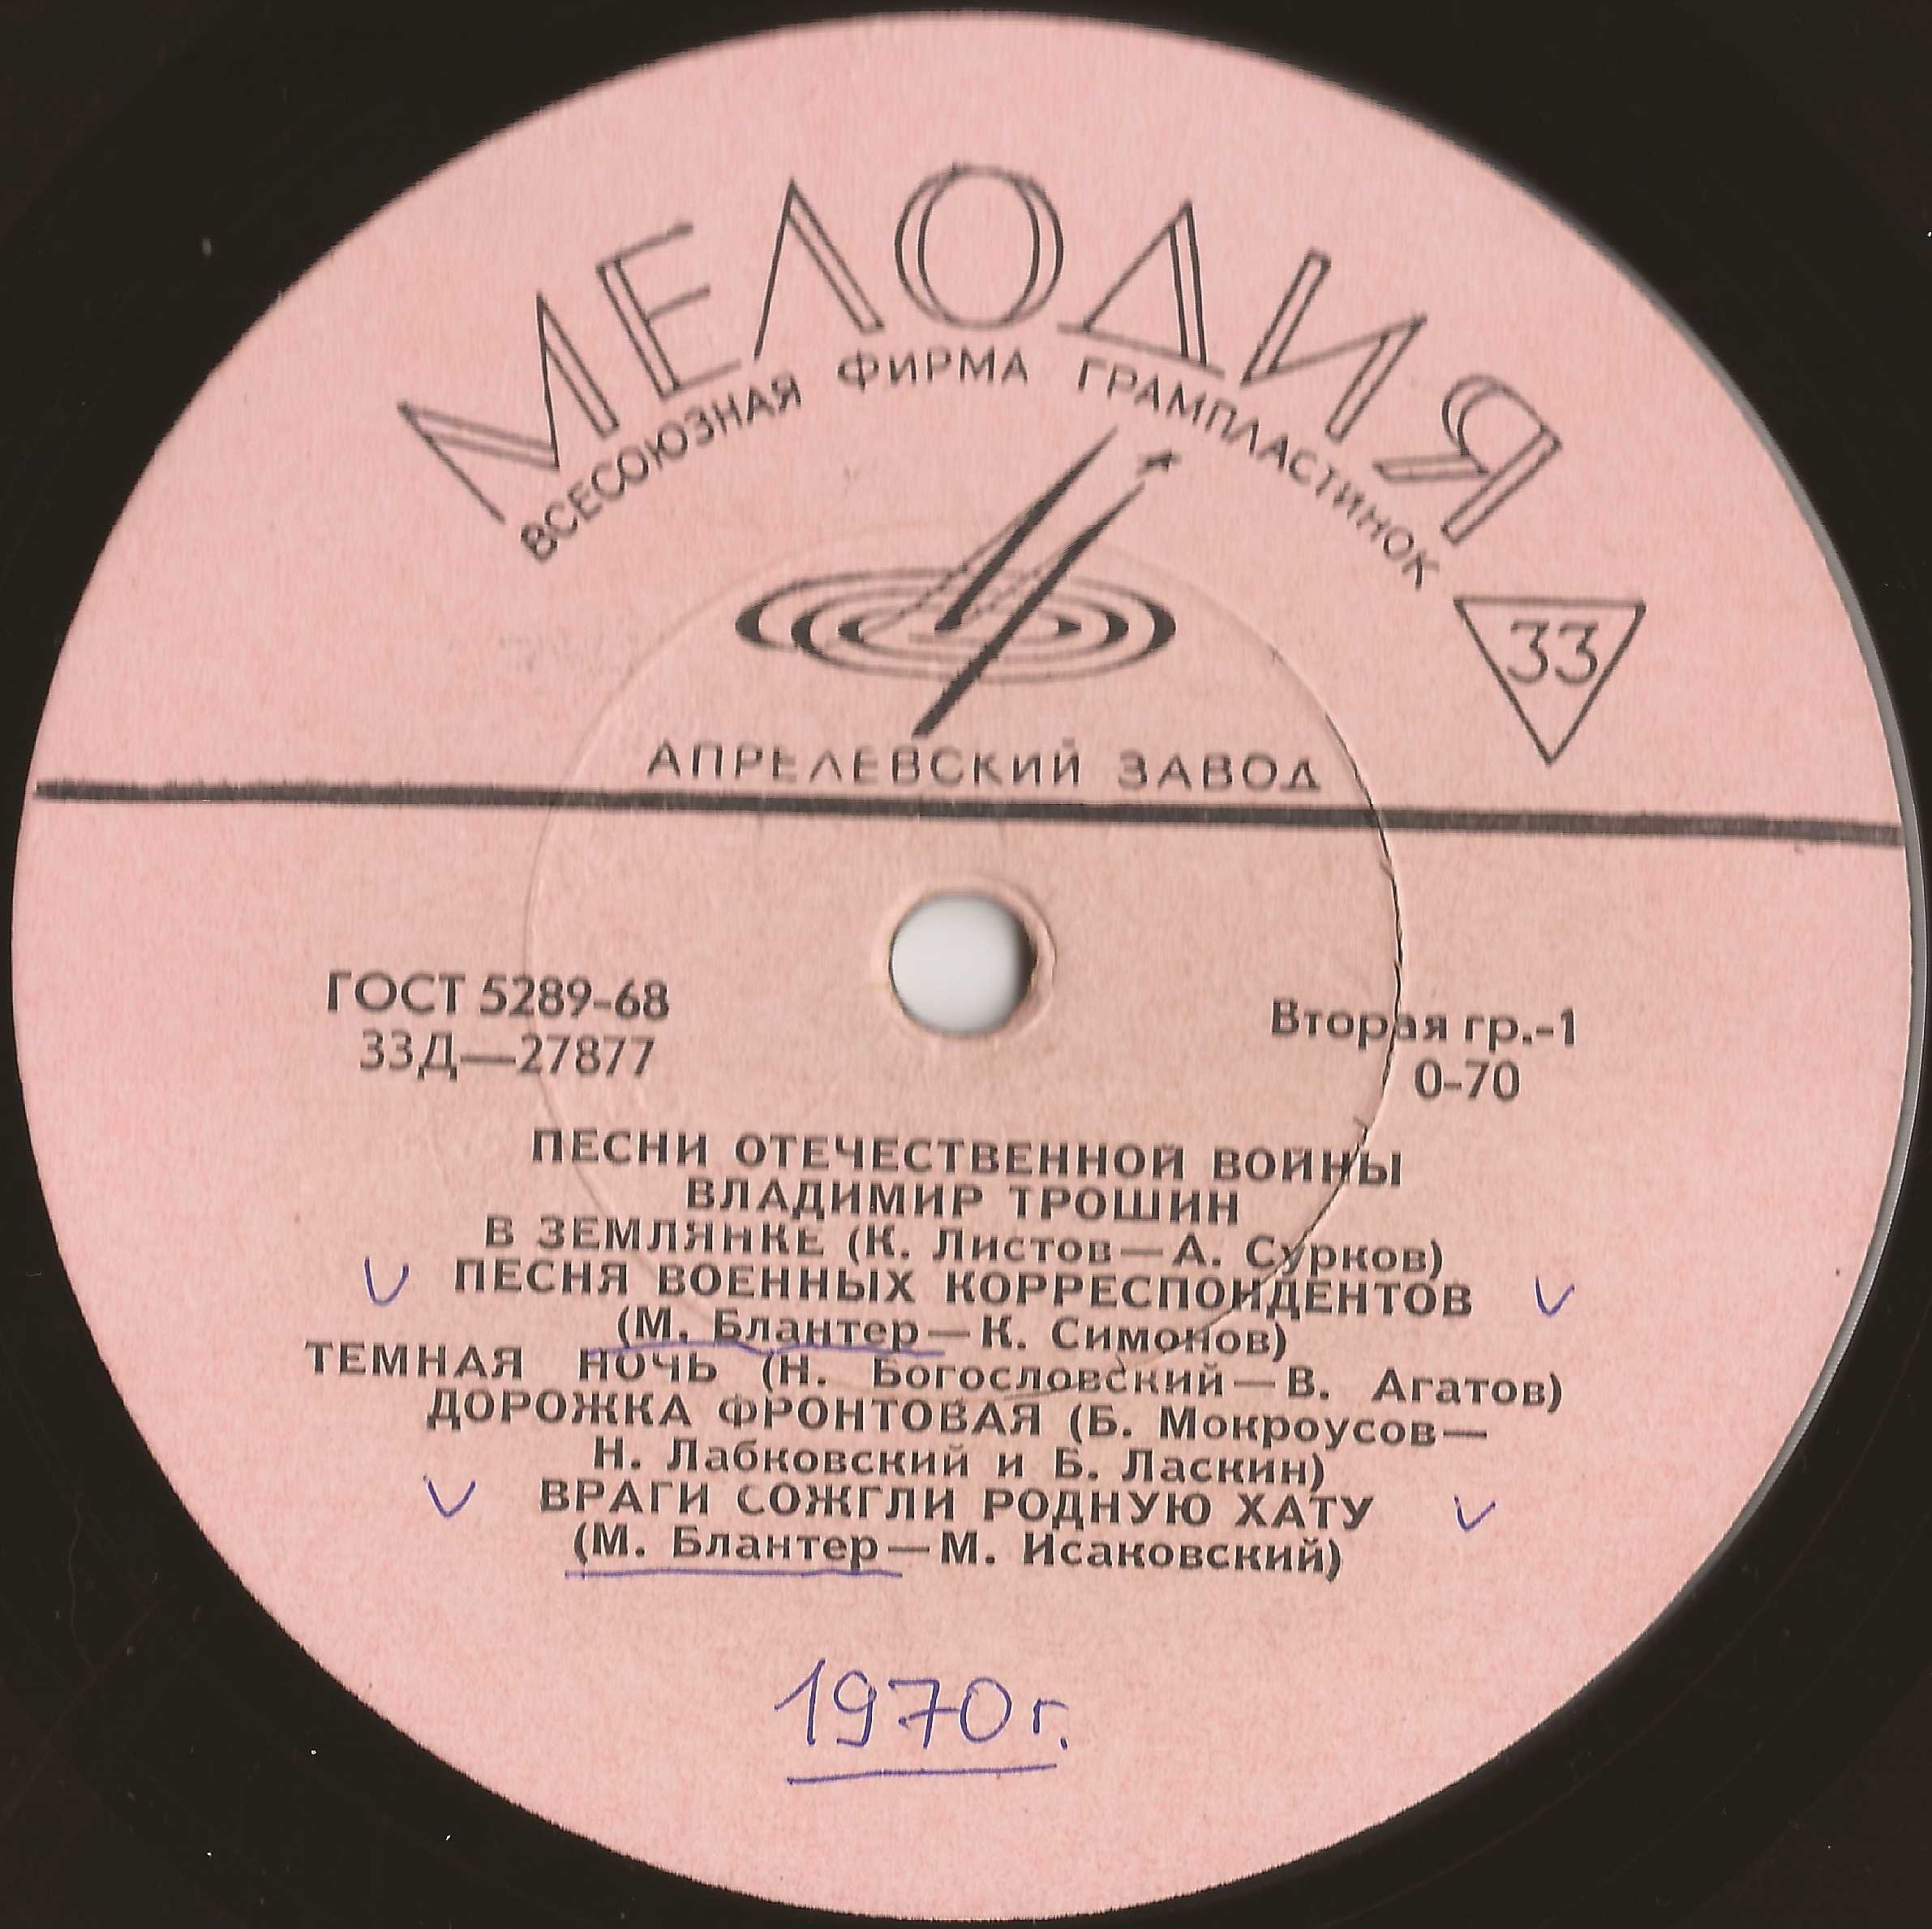 МЕЛОДИЯ
ВСЕСОЮЗНАЯ ФИРМА ГРАМПЛАСТИНОК
33
АПРЕЛЕВСКИЙ ЗАВОД
ГОСТ 5289-68
33Д—27877
Вторая гр.-1
0-70
ПЕСНИ ОТЕЧЕСТВЕННОЙ ВОЙНЫ
ВЛАДИМИР ТРОШИН
В ЗЕМЛЯНКЕ (К. Листов—А. Сурков)
V ПЕСНЯ ВОЕННЫХ КОРРЕСПОНДЕНТОВ V
(М. Блантер—К. Симонов)
ТЕМНАЯ НОЧЬ (Н. Богословский—В. Агатов)
ДОРОЖКА ФРОНТОВАЯ (Б. Мокроусов—
Н. Лабковский и Б. Ласкин)
V ВРАГИ СОЖГЛИ РОДНУЮ ХАТУ V
(М. Блантер—М. Исаковский)
1970 г.